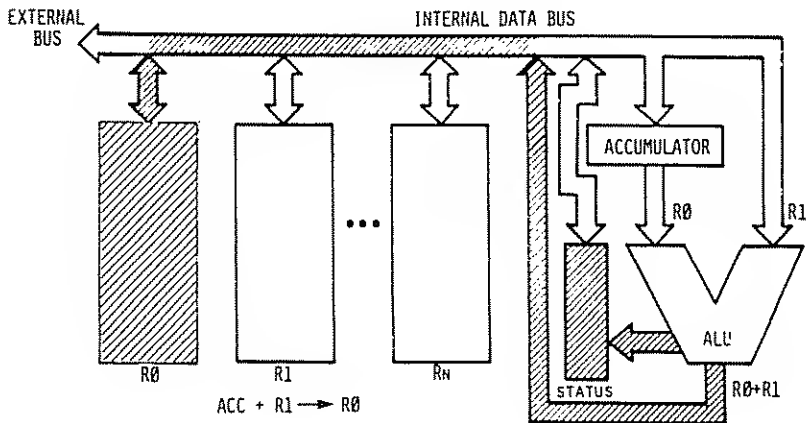 EXTERNAL
BUS
INTERNAL DATA BUS
ACCUMULATOR
RØ
R1
•••
ALU
RØ
R1
RN
STATUS
RØ+R1
ACC + R1 → RØ